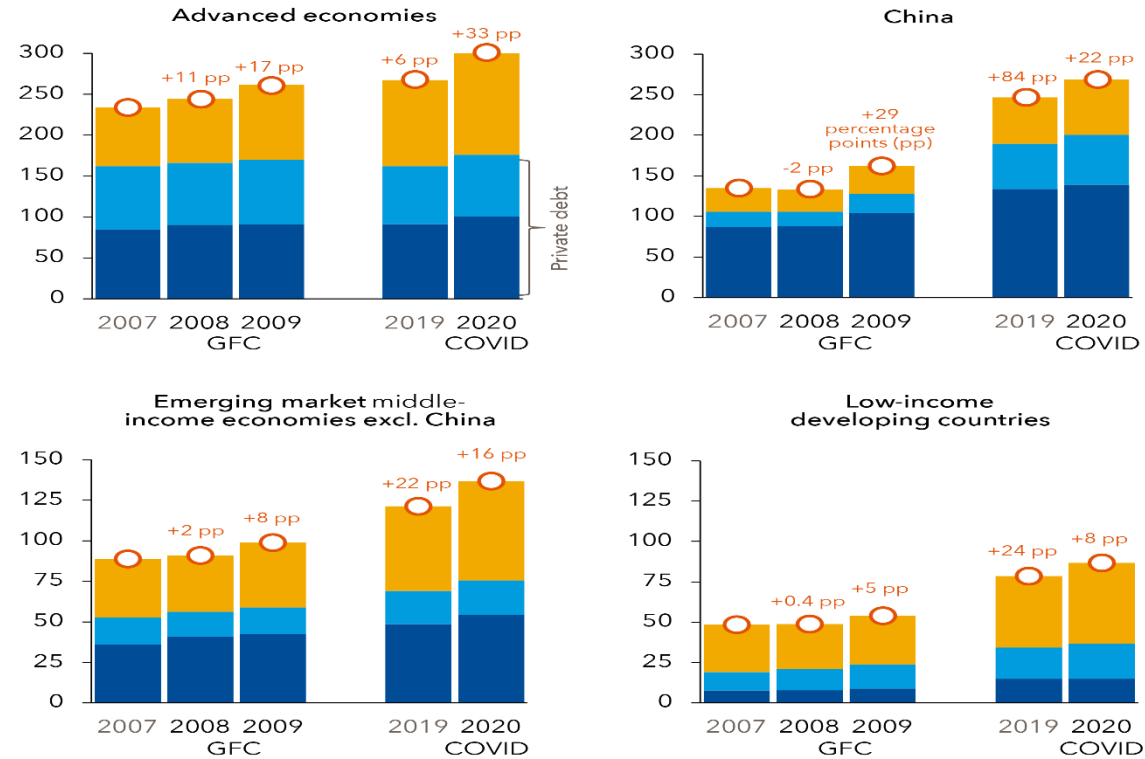 Advanced economies
300
250
200
150
100
50
0
+11 pp
+17 pp
+6 pp
+33 pp
Private debt
2007 2008 2009 2019 2020
GFC COVID
China
300
250
200
150
100
50
0
-2 pp
+29
percentage
points (pp)
+84 pp
+22 pp
2007 2008 2009 2019 2020
GFC COVID
Emerging market middle-
income economies excl. China
150
125
100
75
50
25
0
+2 pp
+8 pp
+22 pp
+16 pp
2007 2008 2009 2019 2020
GFC COVID
Low-income
developing countries
150
125
100
75
50
25
0
+0.4 pp
+5 pp
+24 pp
+8 pp
2007 2008 2009 2019 2020
GFC COVID